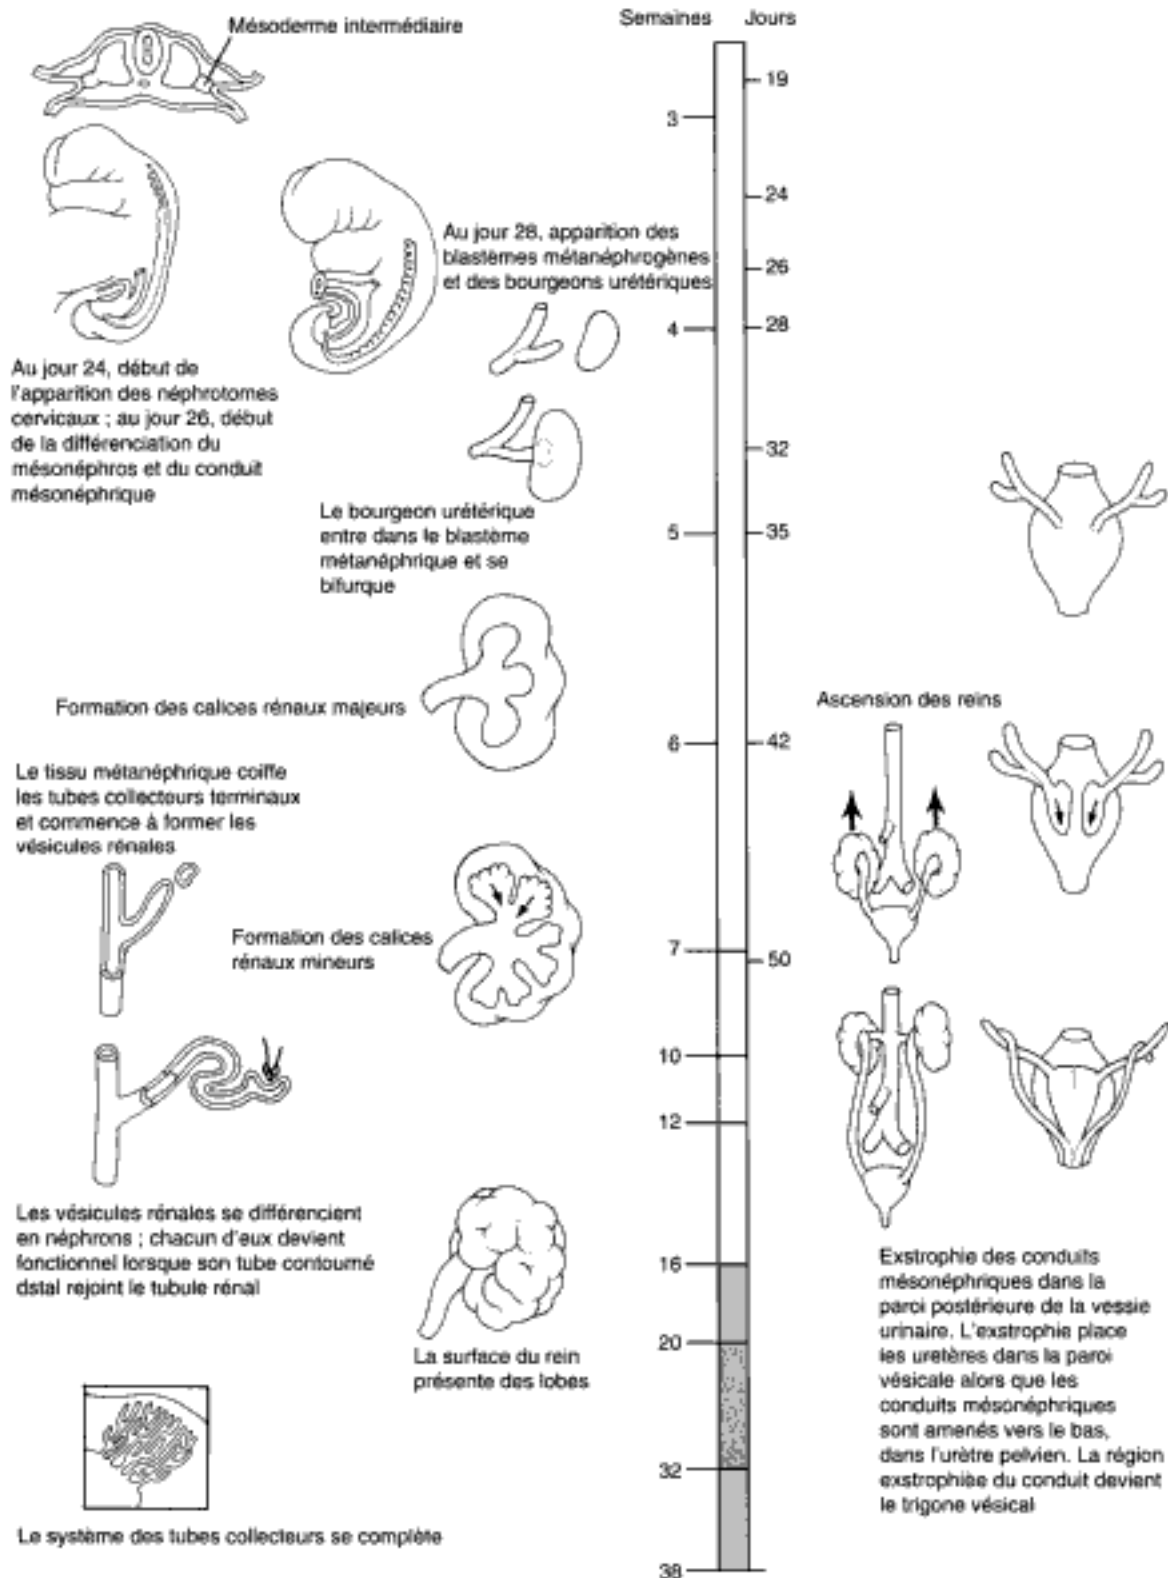 Mésoderme intermédiaire
Semaines
Jours
19
3
24
Au jour 28, apparition des
blastèmes métanéphrogènes
et des bourgeons urétériques
26
4
28
Au jour 24, début de
l'apparition des néphrotomes
cervicaux ; au jour 26, début
de la différenciation du
mésonéphros et du conduit
mésonéphrique
32
Le bourgeon urétérique
entre dans le blastème
métanéphrique et se
bifurque
5
35
Formation des calices rénaux majeurs
Ascension des reins
6
42
Le tissu métanéphrique coiffe
les tubes collecteurs terminaux
et commence à former les
vésicules rénales
Formation des calices
rénaux mineurs
7
50
10
12
Les vésicules rénales se différencient
en néphrons ; chacun d'eux devient
fonctionnel lorsque son tube contourné
dstal rejoint le tubule rénal
16
20
La surface du rein
présente des lobes
Exstrophie des conduits
mésonéphriques dans la
paroi postérieure de la vessie
urinaire. L'exstrophie place
les uretères dans la paroi
vésicale alors que les
conduits mésonéphriques
sont amenés vers le bas,
dans l'urètre pelvien. La région
exstrophiée du conduit devient
le trigone vésical
32
Le système des tubes collecteurs se complète
38